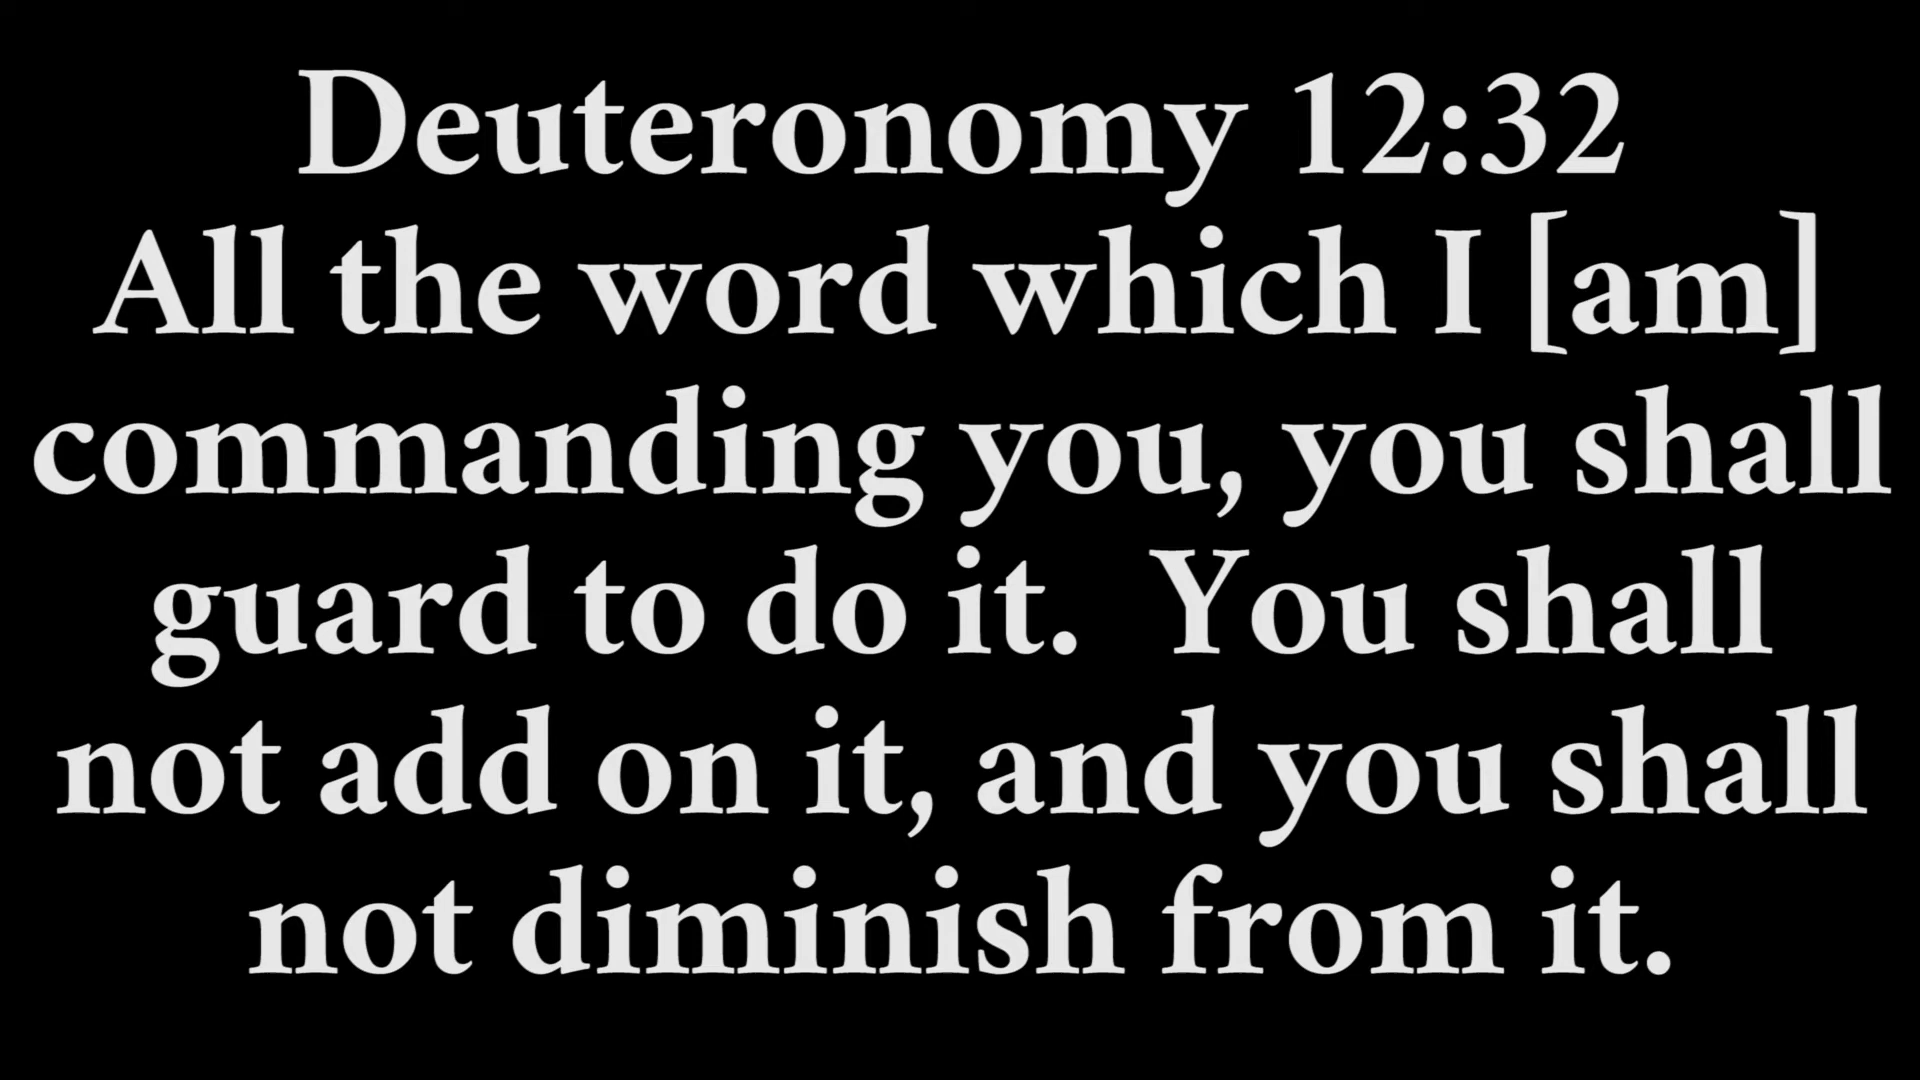 Deuteronomy 12:32
All the word which I [am]
commanding you, you shall
guard to do it.  You shall
not add on it, and you shall
not diminish from it.